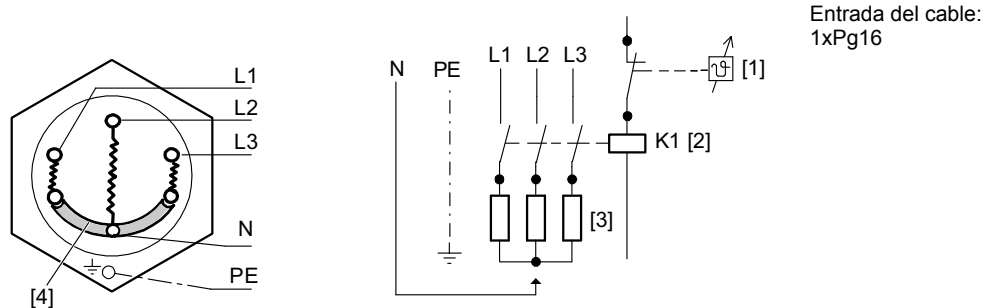 L1
L2
L3
N
PE
[4]
N
PE
L1 L2 L3
[1]
K1 [2]
[3]
Entrada del cable:
1xPg16